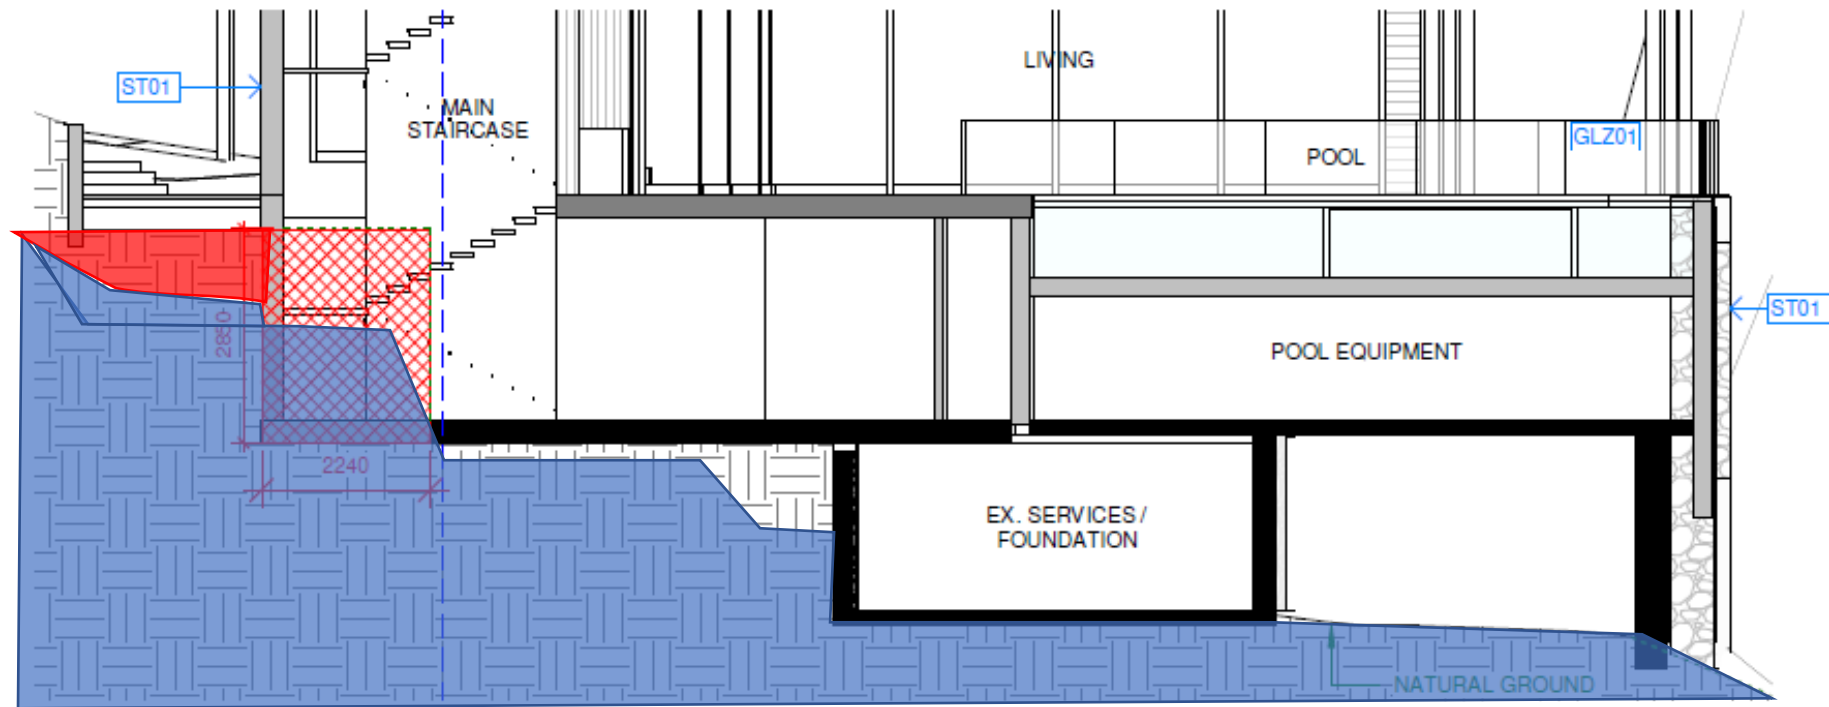 LIVING
ST01
MAIN
STAIRCASE
GLZ01
POOL
ST01
2850
POOL EQUIPMENT
2240
EX. SERVICES /
FOUNDATION
NATURAL GROUND